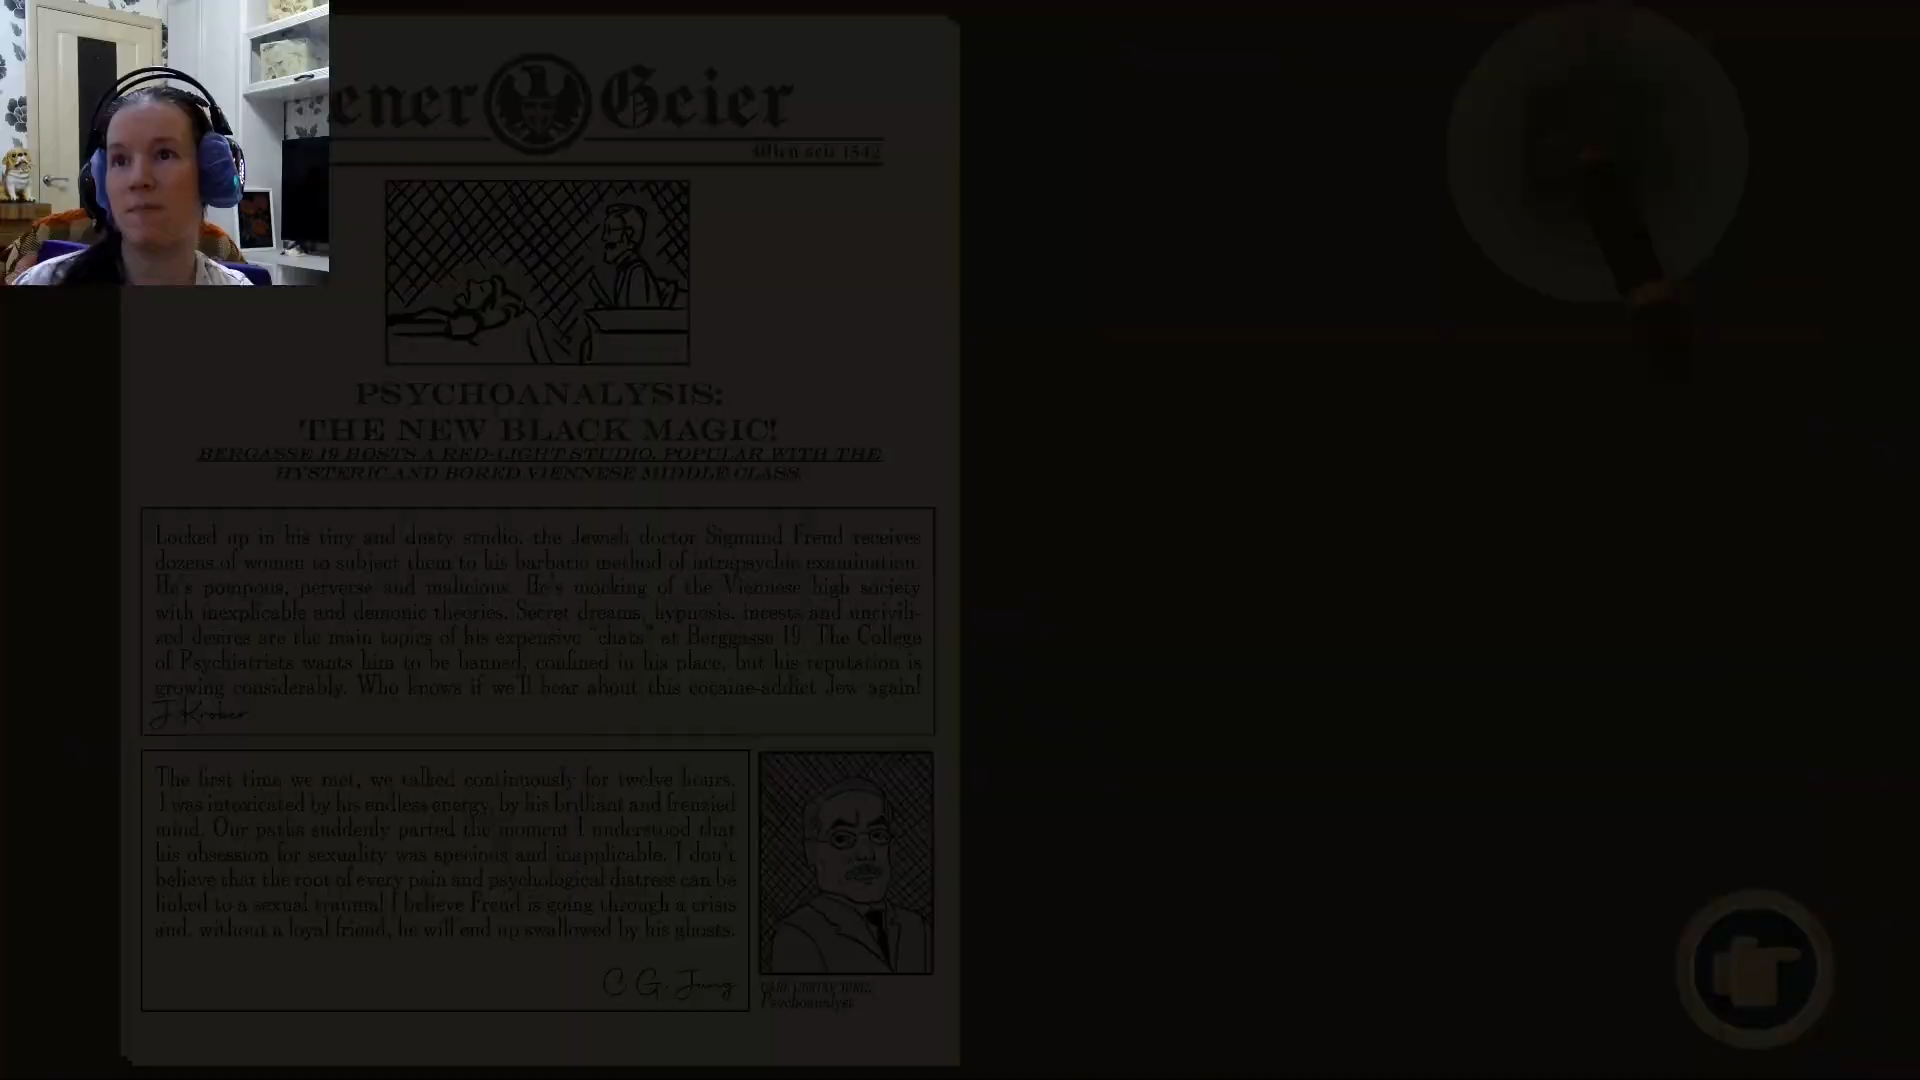 ener Geier
Wien seit 1542
PSYCHOANALYSIS:
THE NEW BLACK MAGIC!
BERGASSE 19 HOSTS A RED-LIGHT STUDIO, POPULAR WITH THE
HYSTERIC AND BORED VIENNESE MIDDLE CLASS.
Locked up in his tiny and dusty studio, the Jewish doctor Sigmund Freud receives
dozens of women to subject them to his barbaric method of intrapsychic examination.
He's pompous, perverse and malicious. He's mocking of the Viennese high society
with inexplicable and demonic theories. Secret dreams, hypnosis, incests and uncivili-
zed desires are the main topics of his expensive "chats" at Berggasse 19. The College
of Psychiatrists wants him to be banned, confined in his place, but his reputation is
growing considerably. Who knows if we'll hear about this cocaine-addict Jew again!
J Krober
The first time we met, we talked continuously for twelve hours.
I was intoxicated by his endless energy, by his brilliant and frenzied
mind. Our paths suddenly parted the moment I understood that
his obsession for sexuality was specious and inapplicable. I don't
believe that the root of every pain and psychological distress can be
linked to a sexual trauma! I believe Freud is going through a crisis
and, without a loyal friend, he will end up swallowed by his ghosts.
C G. Jung
CARL GUSTAV JUNG,
Psychoanalyst